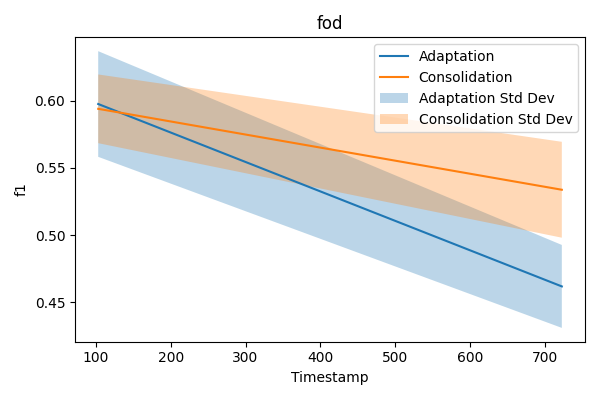 fod
Adaptation
Consolidation
Adaptation Std Dev
Consolidation Std Dev
f1
0.60
0.55
0.50
0.45
100 200 300 400 500 600 700
Timestamp